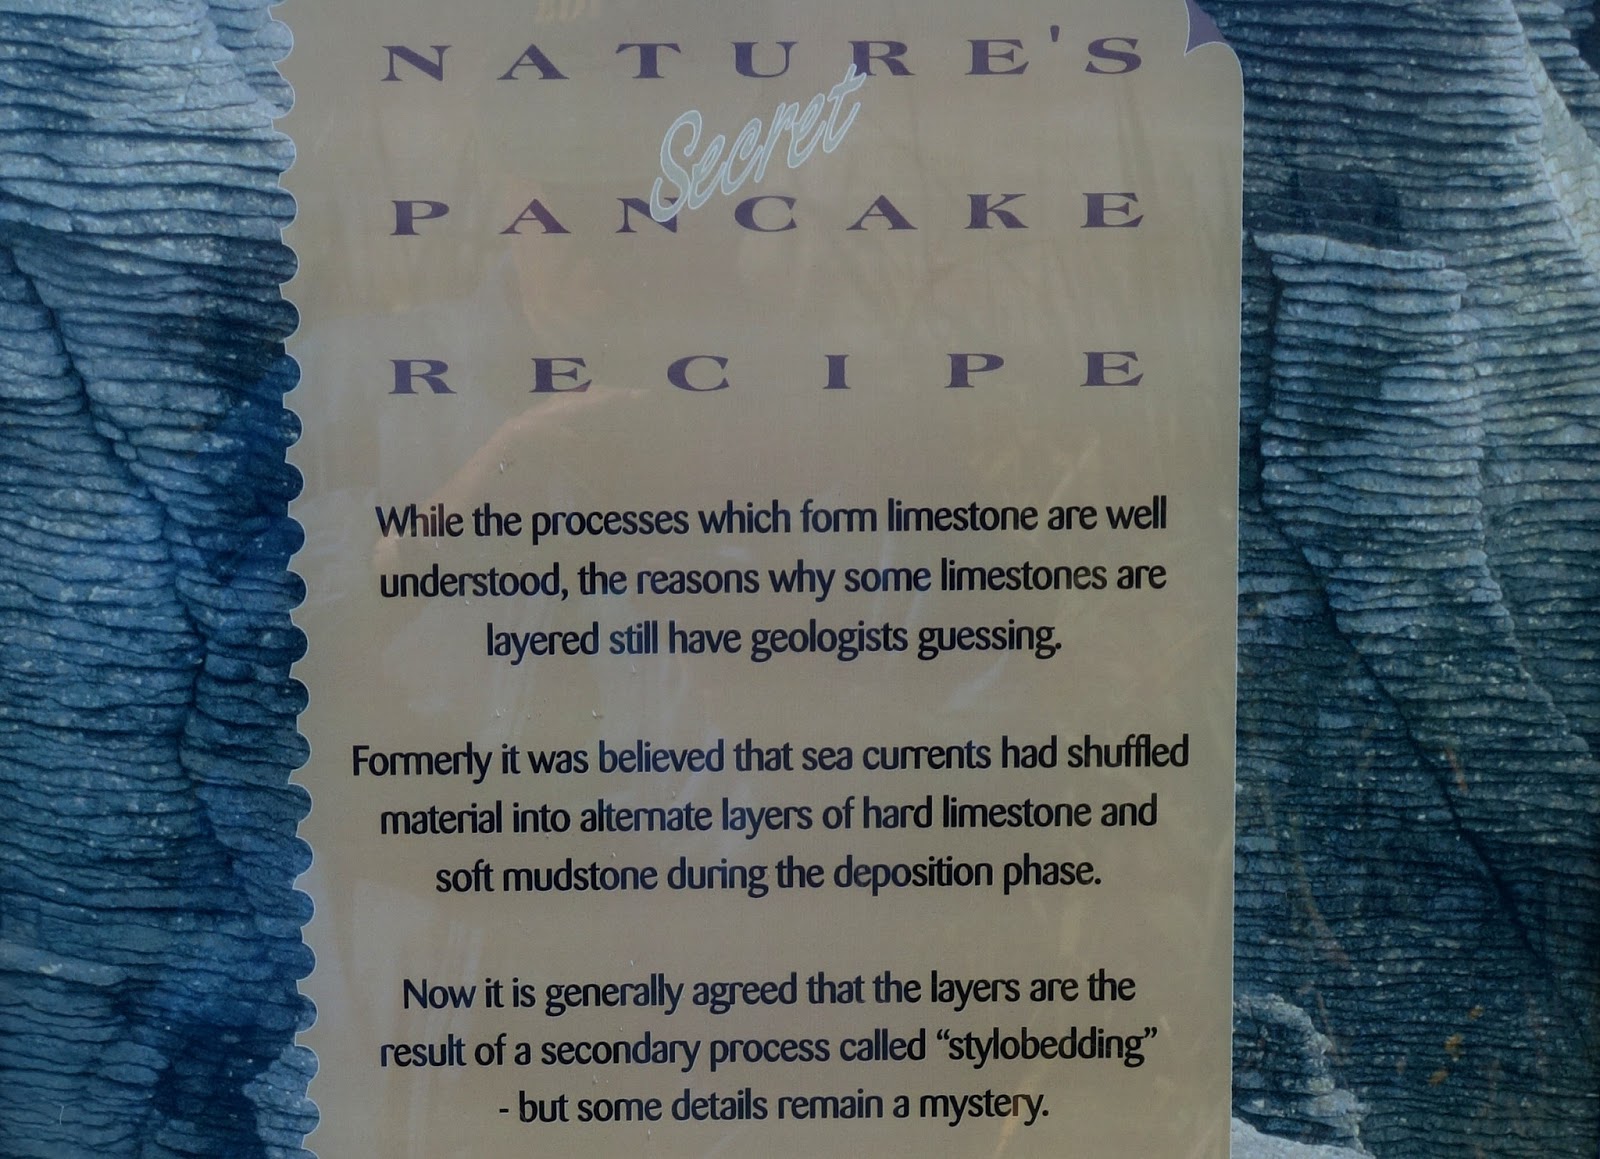 NATURE'S
Secret
PANCAKE
RECIPE
While the processes which form limestone are well
understood, the reasons why some limestones are
layered still have geologists guessing.
Formerly it was believed that sea currents had shuffled
material into alternate layers of hard limestone and
soft mudstone during the deposition phase.
Now it is generally agreed that the layers are the
result of a secondary process called “stylobedding”
- but some details remain a mystery.